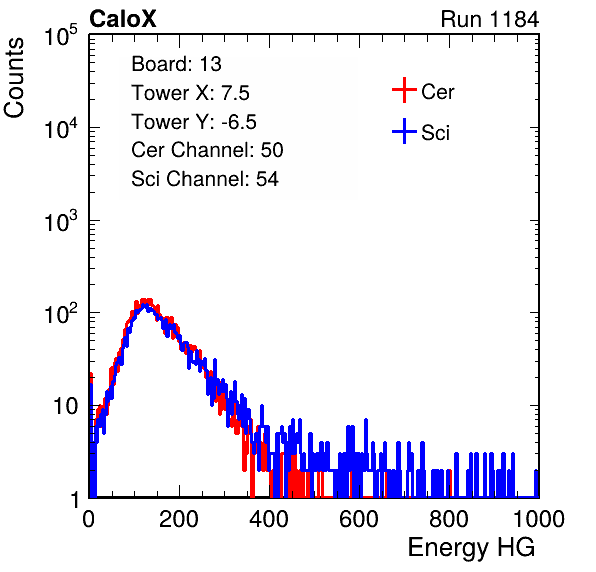 CaloX Run 1184
Counts
10^5
10^4
10^3
10^2
10
1
Board: 13
Tower X: 7.5
Tower Y: -6.5
Cer Channel: 50
Sci Channel: 54
Cer
Sci
0 200 400 600 800 1000
Energy HG